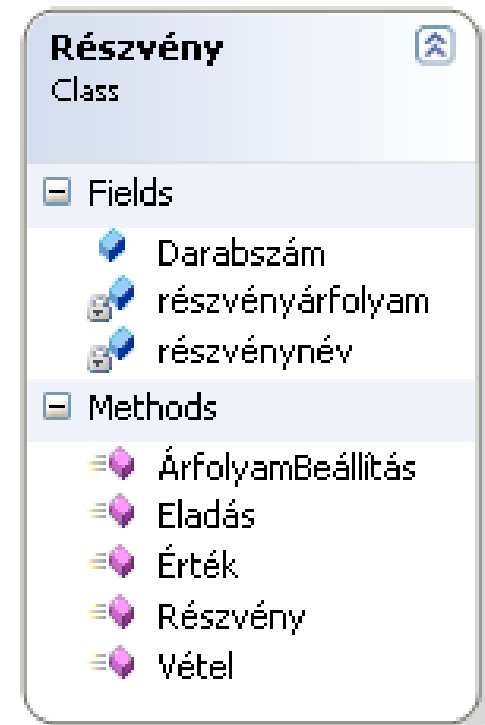 Részvény
Class
Fields
Darabszám
részvényárfolyam
részvénynév
Methods
ÁrfolyamBeállítás
Eladás
Érték
Részvény
Vétel